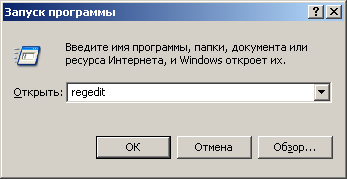 Запуск программы
Введите имя программы, папки, документа или
ресурса Интернета, и Windows откроет их.
Открыть: regedit
OK Отмена Обзор...